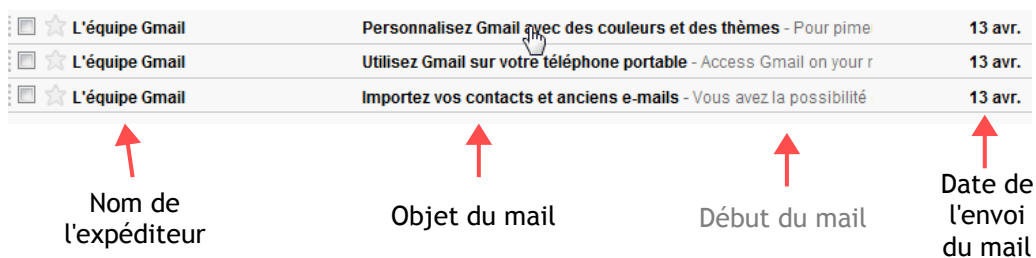 L'équipe Gmail Personnalisez Gmail avec des couleurs et des thèmes - Pour pime 13 avr.
L'équipe Gmail Utilisez Gmail sur votre téléphone portable - Access Gmail on your r 13 avr.
L'équipe Gmail Importez vos contacts et anciens e-mails - Vous avez la possibilité 13 avr.
Nom de
l'expéditeur
Objet du mail
Début du mail
Date de
l'envoi
du mail